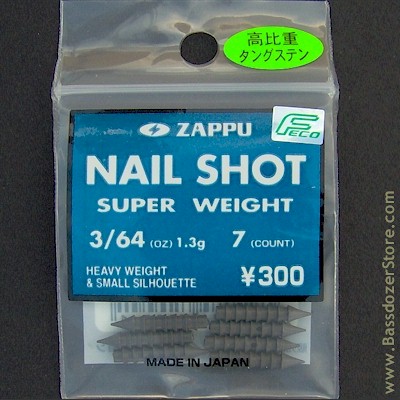 高比重
タングステン
ZAPPU
Feco
NAIL SHOT
SUPER WEIGHT
3/64 (OZ) 1.3g 7 (COUNT)
HEAVY WEIGHT
& SMALL SILHOUETTE
¥300
MADE IN JAPAN
www.BassdozerStore.com